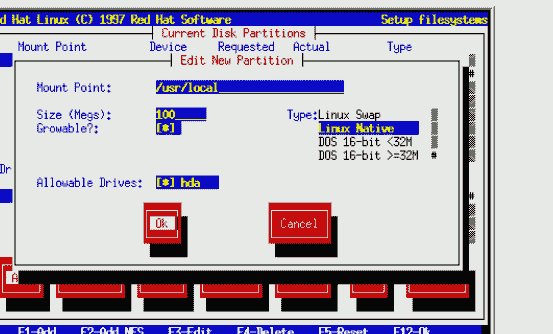 d Hat Linux (C) 1997 Red Hat Software Setup filesystems
Current Disk Partitions
Mount Point Device Requested Actual Type
Edit New Partition
Mount Point: /usr/local
Size (Megs): 100 Type:Linux Swap
Growable?: [*] Linux Native
DOS 16-bit <32M
DOS 16-bit >=32M #
Dr
Allowable Drives: [*] hda
Ok Cancel
A
F1-Add F2-Add NFS F3-Edit F4-Delete F5-Reset F12-Ok